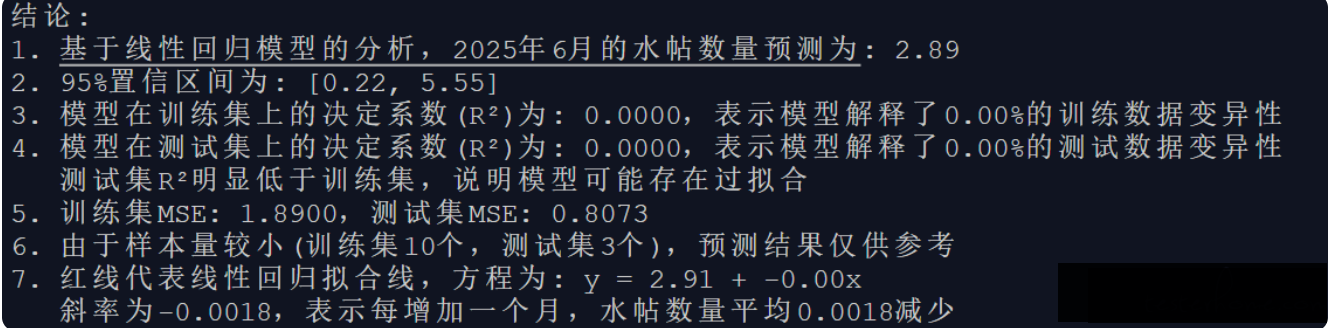 结论:
1. 基于线性回归模型的分析，2025年6月的水帖数量预测为: 2.89
2. 95%置信区间为: [0.22, 5.55]
3. 模型在训练集上的决定系数(R²)为: 0.0000，表示模型解释了0.00%的训练数据变异性
4. 模型在测试集上的决定系数(R²)为: 0.0000，表示模型解释了0.00%的测试数据变异性
测试集R²明显低于训练集，说明模型可能存在过拟合
5. 训练集MSE: 1.8900，测试集MSE: 0.8073
6. 由于样本量较小(训练集10个，测试集3个)，预测结果仅供参考
7. 红线代表线性回归拟合线，方程为: y = 2.91 + -0.00x
斜率为-0.0018，表示每增加一个月，水帖数量平均0.0018减少